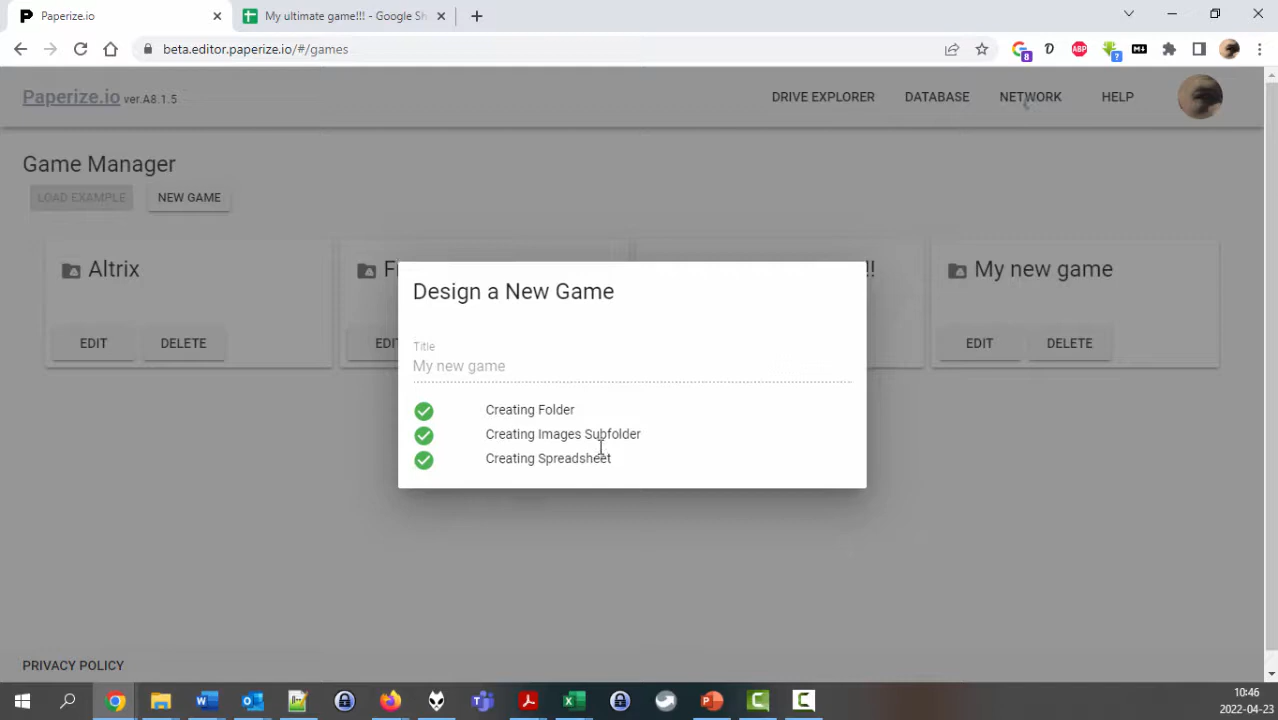 Paperize.io
My ultimate game!!! - Google Sh
beta.editor.paperize.io/#/games
8
ABP
?
Paperize.io ver.A8.1.5
DRIVE EXPLORER
DATABASE
NETWORK
HELP
Game Manager
LOAD EXAMPLE
NEW GAME
Altrix
EDIT
DELETE
!!
My new game
EDIT
DELETE
Design a New Game
Title
My new game
Creating Folder
Creating Images Subfolder
Creating Spreadsheet
PRIVACY POLICY
10:46
2022-04-23